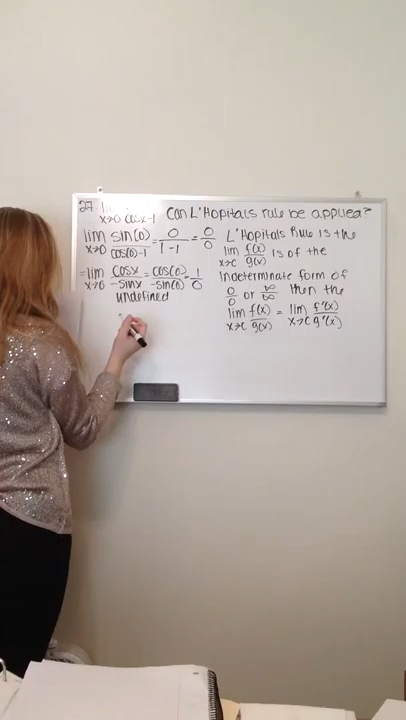 27 lim
x→0 cosx-1 Can L'Hopitals rule be applied?
lim x→0 sin(0)/cos(0)-1 = 0/1-1 = 0/0
= lim x→0 cosx/-sinx = cos(0)/-sin(0) = 1/0
undefined
L'Hopitals Rule is the
lim x→c f(x)/g(x) is of the
Indeterminate form of
0/0 or ∞/∞ then the
lim x→c f(x)/g(x) = lim x→c f'(x)/g'(x)